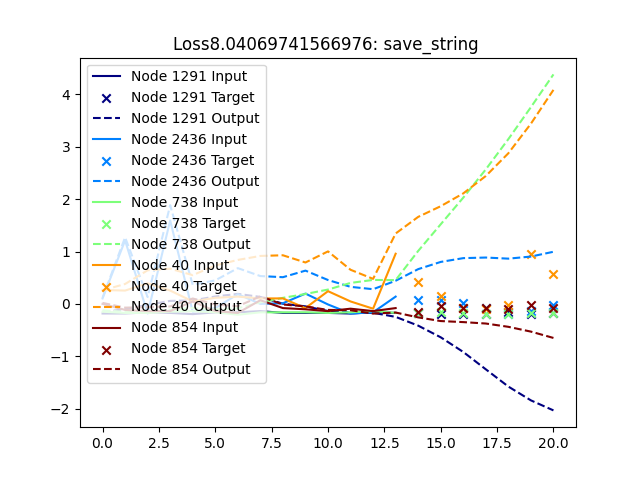 Loss8.04069741566976: save_string
Node 1291 Input
Node 1291 Target
Node 1291 Output
Node 2436 Input
Node 2436 Target
Node 2436 Output
Node 738 Input
Node 738 Target
Node 738 Output
Node 40 Input
Node 40 Target
Node 40 Output
Node 854 Input
Node 854 Target
Node 854 Output
4
3
2
1
0
−1
−2
0.0 2.5 5.0 7.5 10.0 12.5 15.0 17.5 20.0